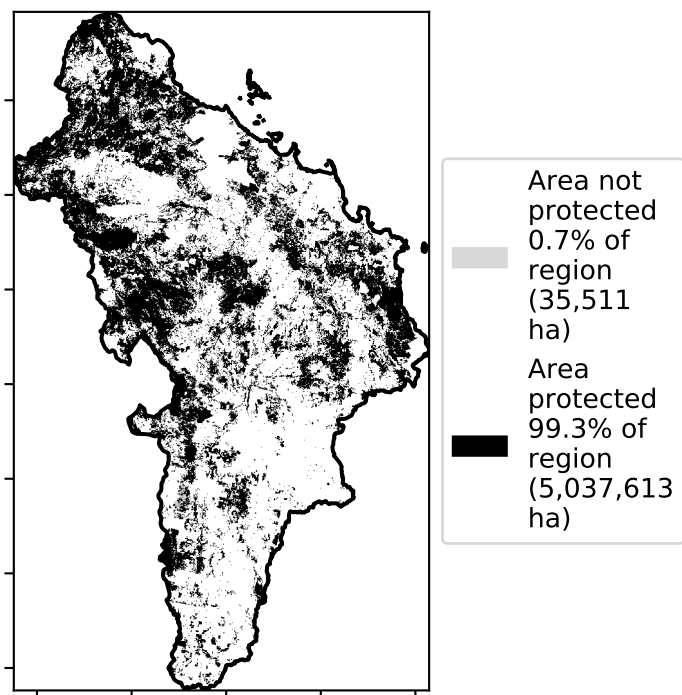 Area not
protected
0.7% of
region
(35,511
ha)
Area
protected
99.3% of
region
(5,037,613
ha)